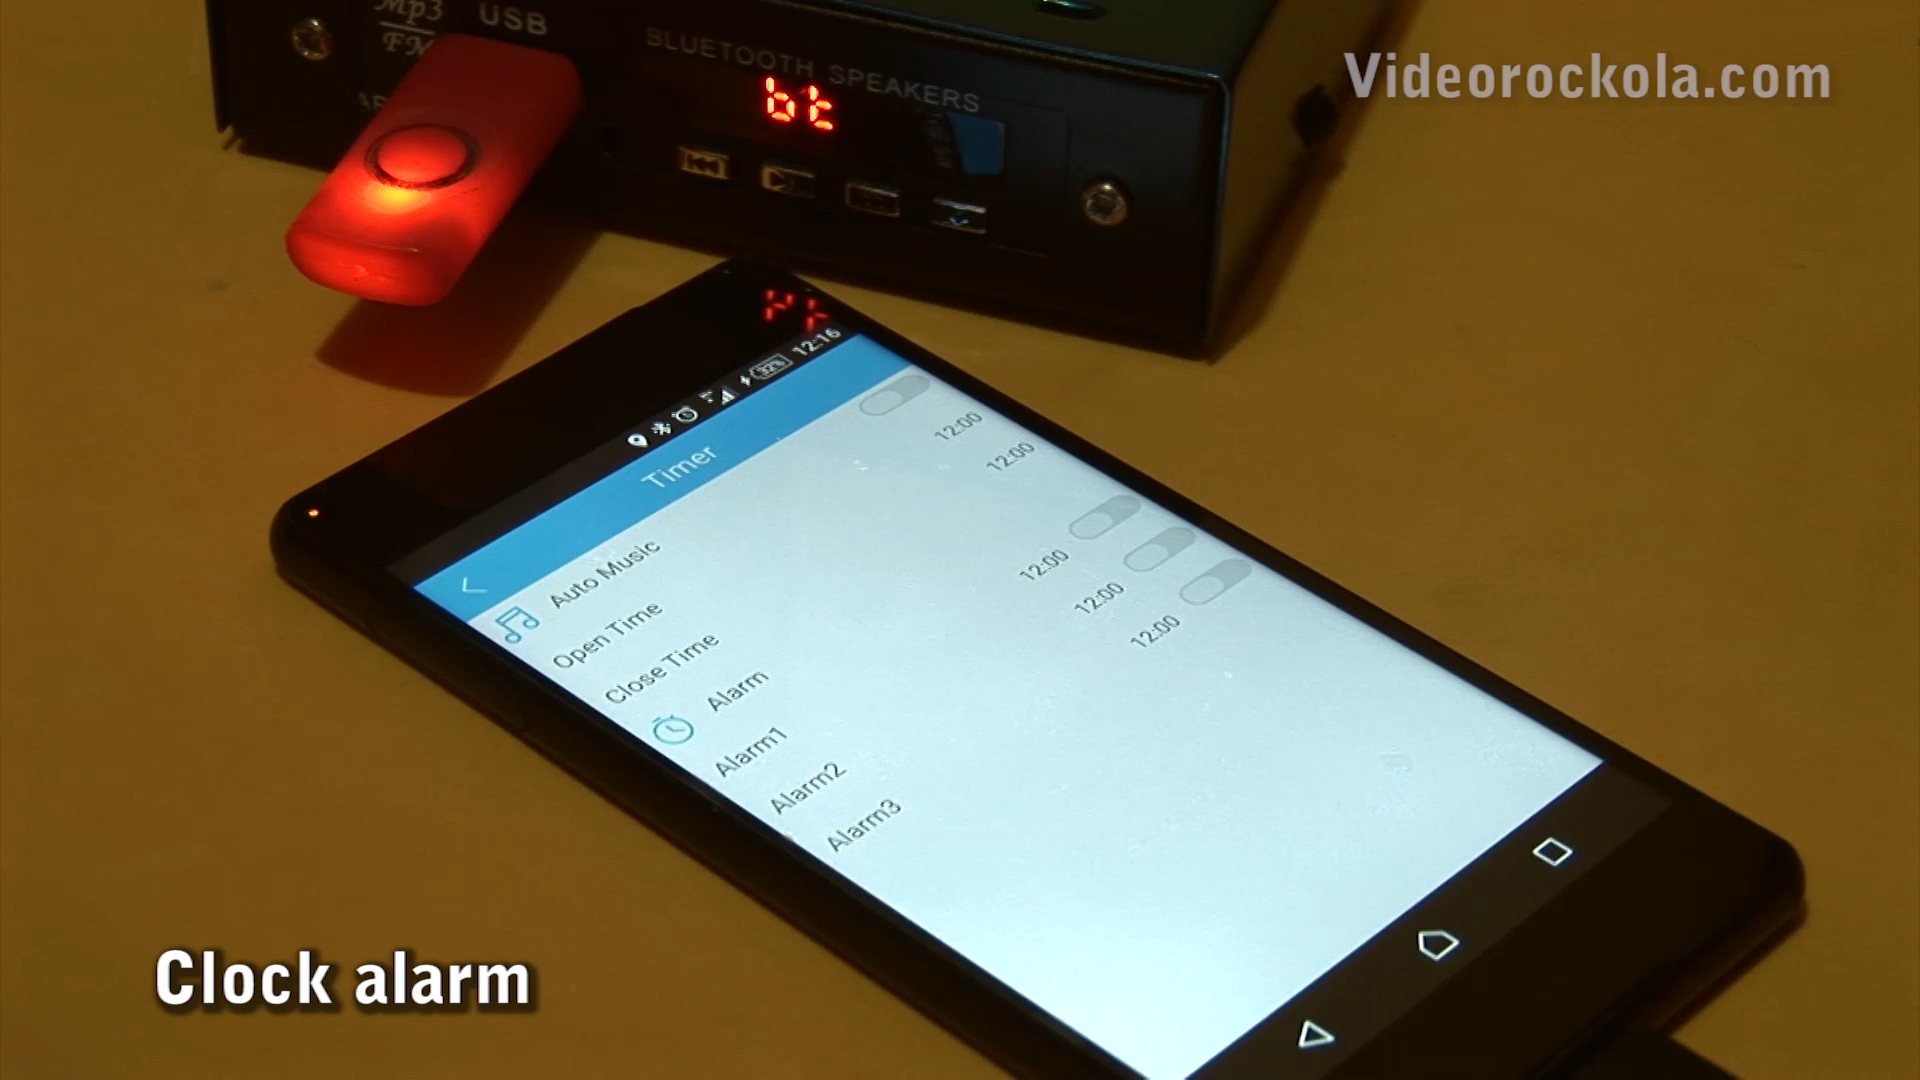 Mp3
FM
USB
BLUETOOTH SPEAKERS
bt
Videorockola.com
32%
12:16
Timer
Auto Music
Open Time 12:00
Close Time 12:00
Alarm
Alarm1 12:00
Alarm2 12:00
Alarm3 12:00
Clock alarm